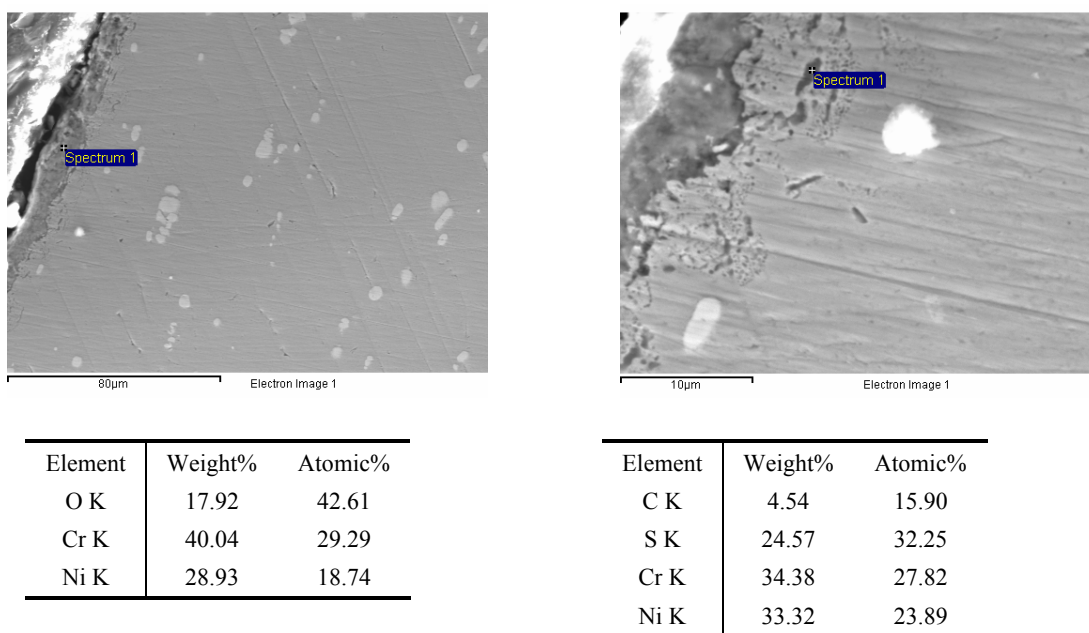 Spectrum 1
80µm
Electron Image 1
Spectrum 1
10µm
Electron Image 1
Element Weight% Atomic%
O K 17.92 42.61
Cr K 40.04 29.29
Ni K 28.93 18.74
Element Weight% Atomic%
C K 4.54 15.90
S K 24.57 32.25
Cr K 34.38 27.82
Ni K 33.32 23.89